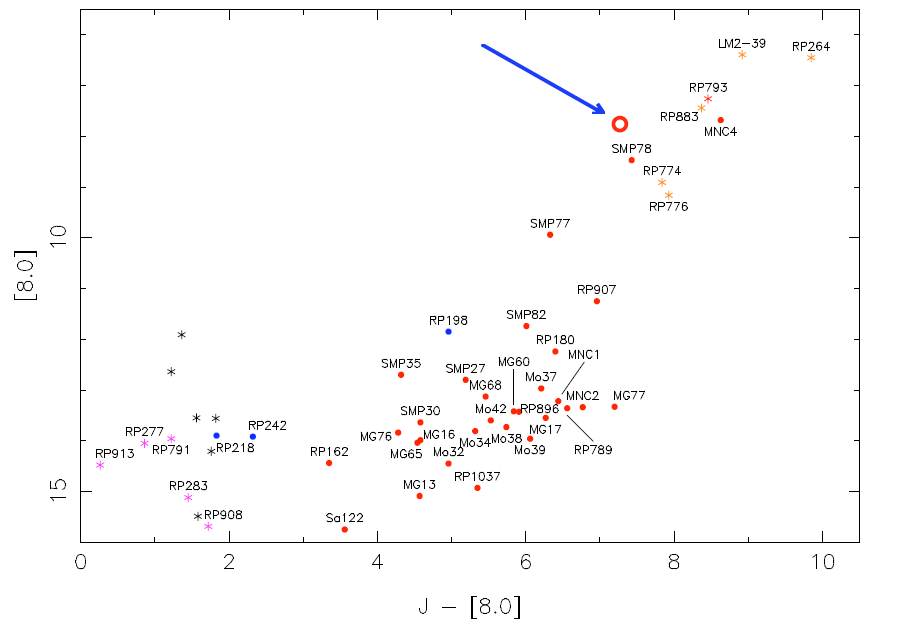 LM2-39
RP264
RP793
RP883
MNC4
SMP78
RP774
RP776
SMP77
10
[8.0]
RP907
SMP82
RP198
RP180
MNC1
MG60
SMP35
SMP27
Mo37
MG68
MNC2
MG77
Mo42
RP896
SMP30
MG17
RP277
MG76
MG16
Mo34
Mo38
RP242
RP218
RP791
RP913
RP162
MG65
Mo32
Mo39
RP789
RP1037
MG13
RP283
15
RP908
Sa122
0 2 4 6 8 10
J - [8.0]